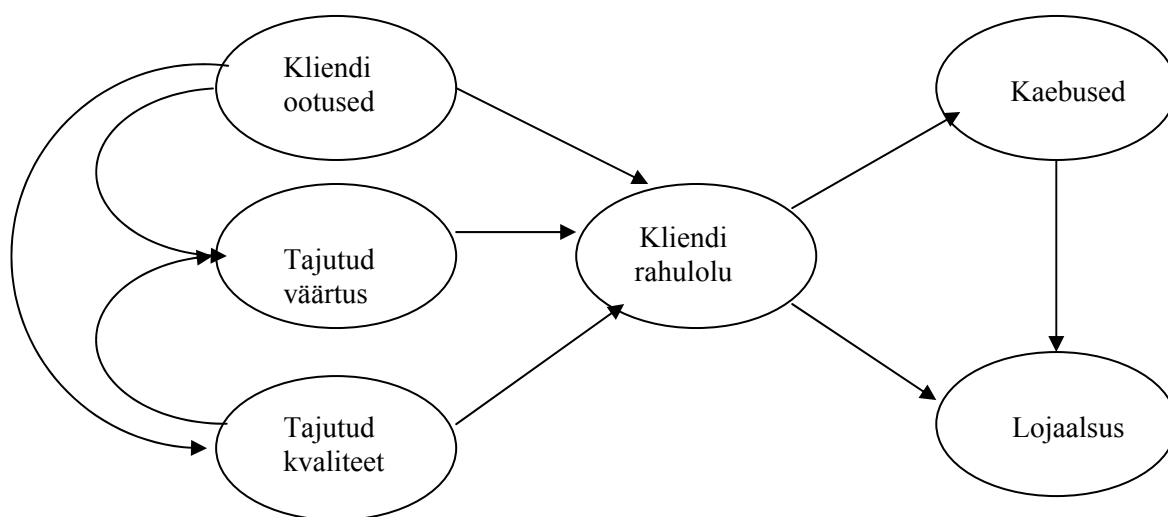 Kliendi
ootused
Kaebused
Tajutud
väärtus
Kliendi
rahulolu
Tajutud
kvaliteet
Lojaalsus